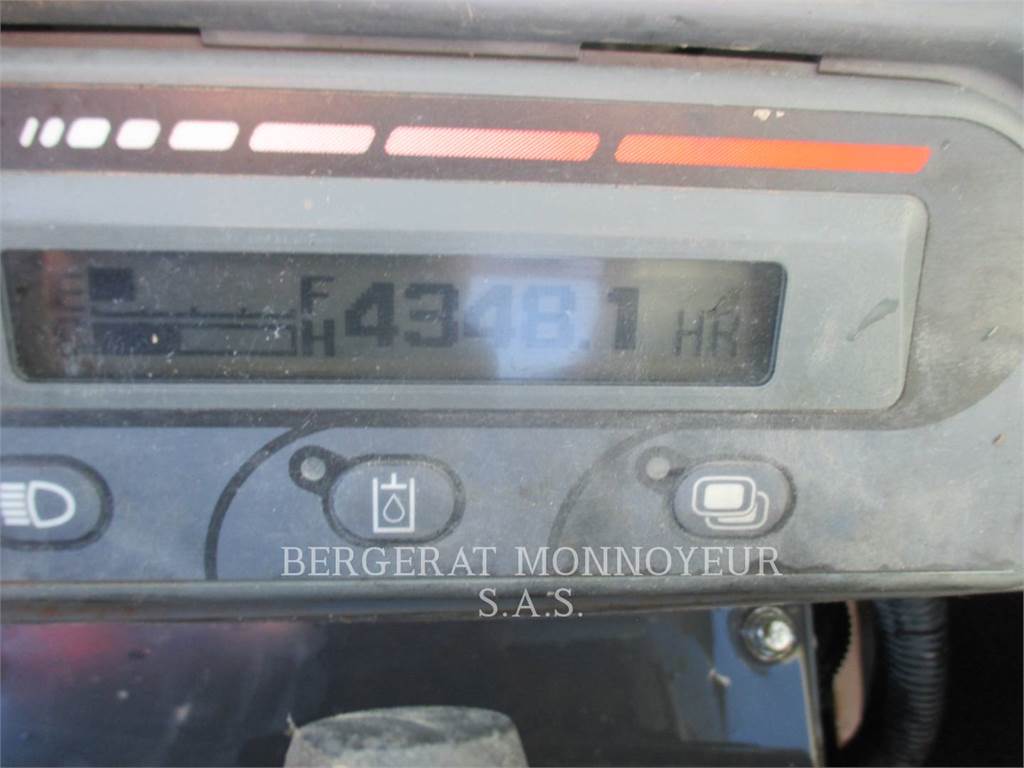 E F 4348.1 HR
H
BERGERAT MONNOYEUR
S.A.S.